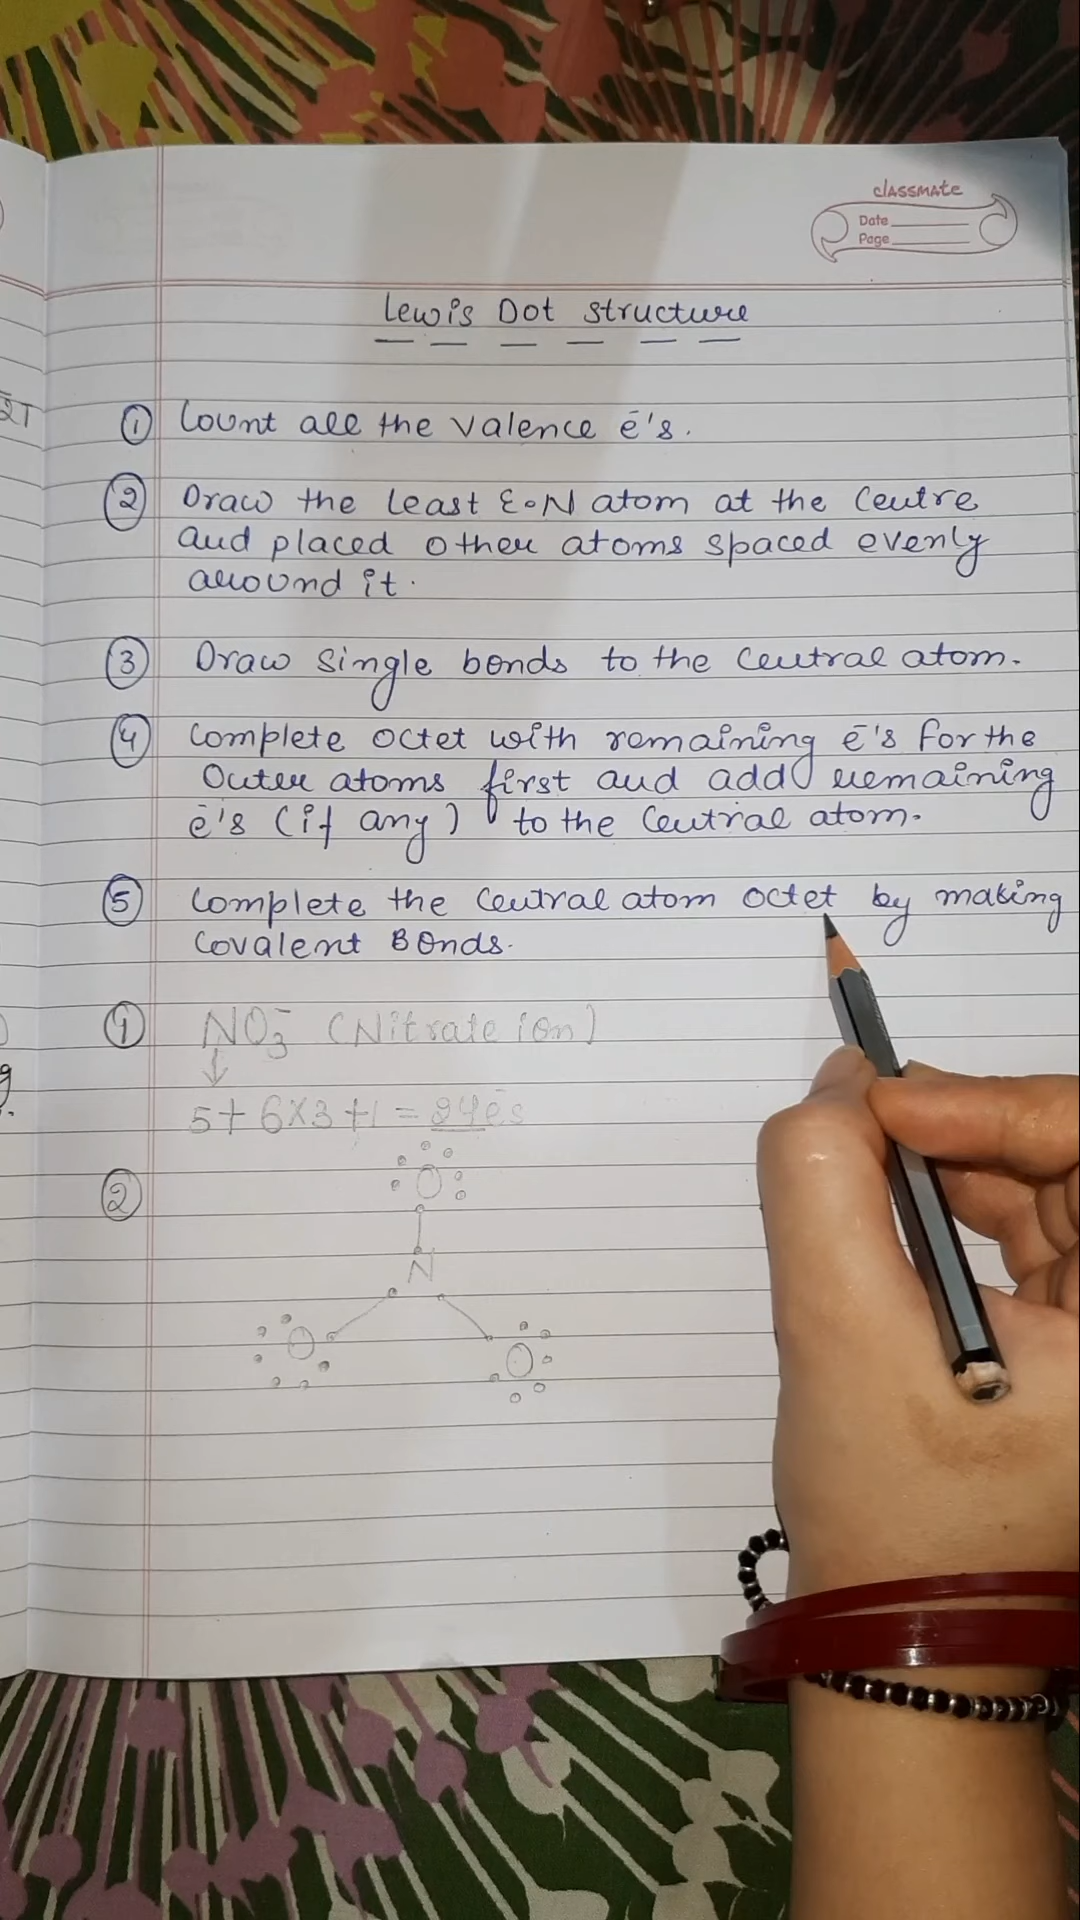 classmate
Date
Page
Lewis Dot Structure
① Count all the valence ē's.
② Draw the least E.N atom at the centre
and placed other atoms spaced evenly
around it.
③ Draw single bonds to the central atom.
④ Complete octet with remaining ē's for the
Outer atoms first and add remaining
ē's (if any) to the central atom.
⑤ Complete the central atom octet by making
Covalent Bonds.
① NO₃⁻ (Nitrate ion)
↓
5+ 6×3 +1 = 24ēs
②
O
N
O O